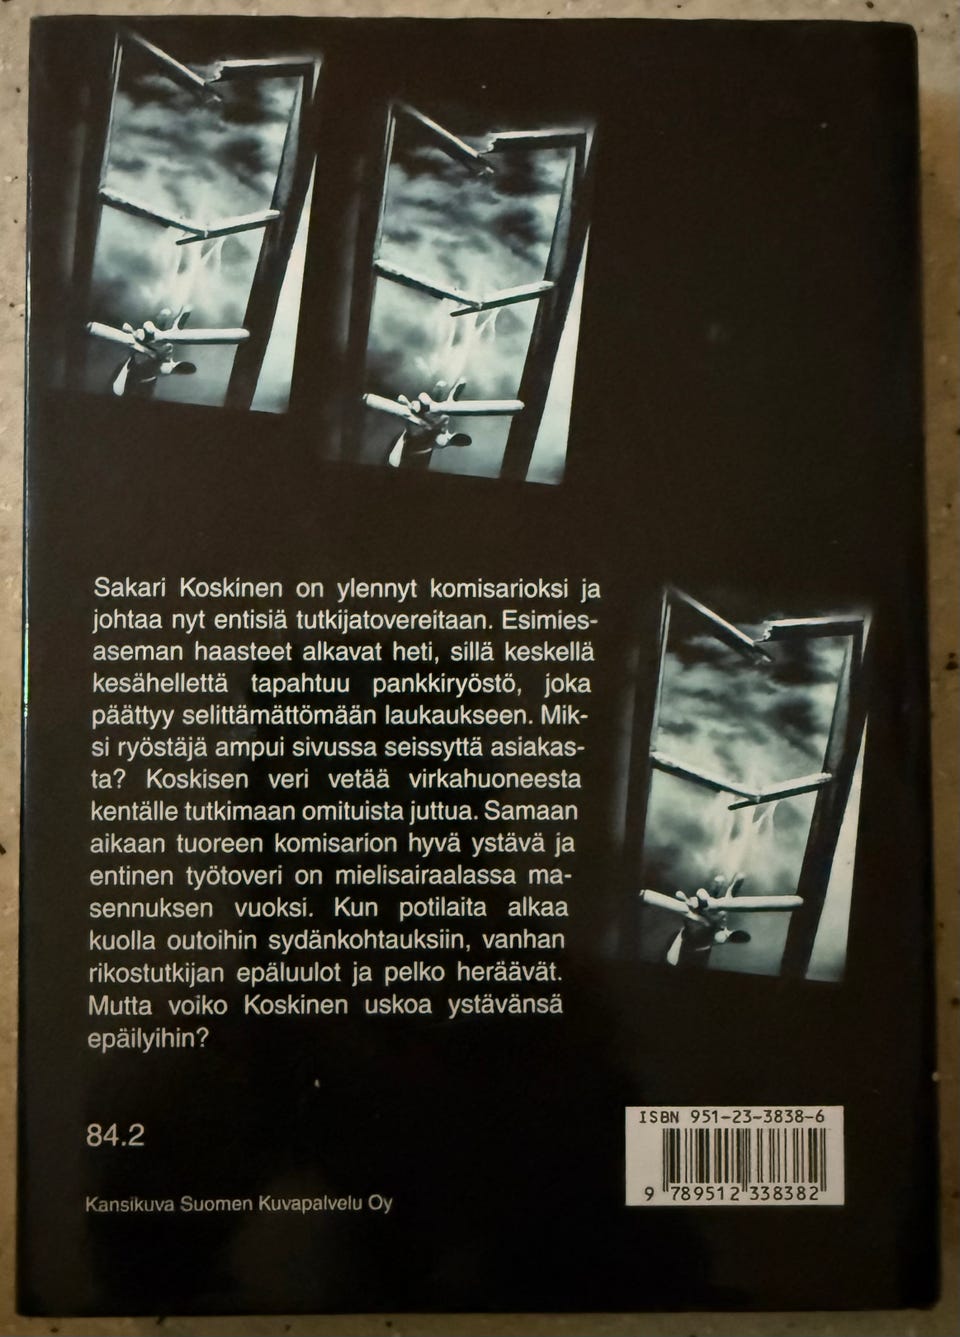 Sakari Koskinen on ylennyt komisarioksi ja
johtaa nyt entisiä tutkijatovereitaan. Esimies-
aseman haasteet alkavat heti, sillä keskellä
kesähellettä tapahtuu pankkiryöstö, joka
päättyy selittämättömään laukaukseen. Mik-
si ryöstäjä ampui sivussa seissyttä asiakas-
ta? Koskisen veri vetää virkahuoneesta
kentälle tutkimaan omituista juttua. Samaan
aikaan tuoreen komisarion hyvä ystävä ja
entinen työtoveri on mielisairaalassa ma-
sennuksen vuoksi. Kun potilaita alkaa
kuolla outoihin sydänkohtauksiin, vanhan
rikostutkijan epäluulot ja pelko heräävät.
Mutta voiko Koskinen uskoa ystävänsä
epäilyihin?
84.2
Kansikuva Suomen Kuvapalvelu Oy
ISBN 951-23-3838-6
9 789512 338382